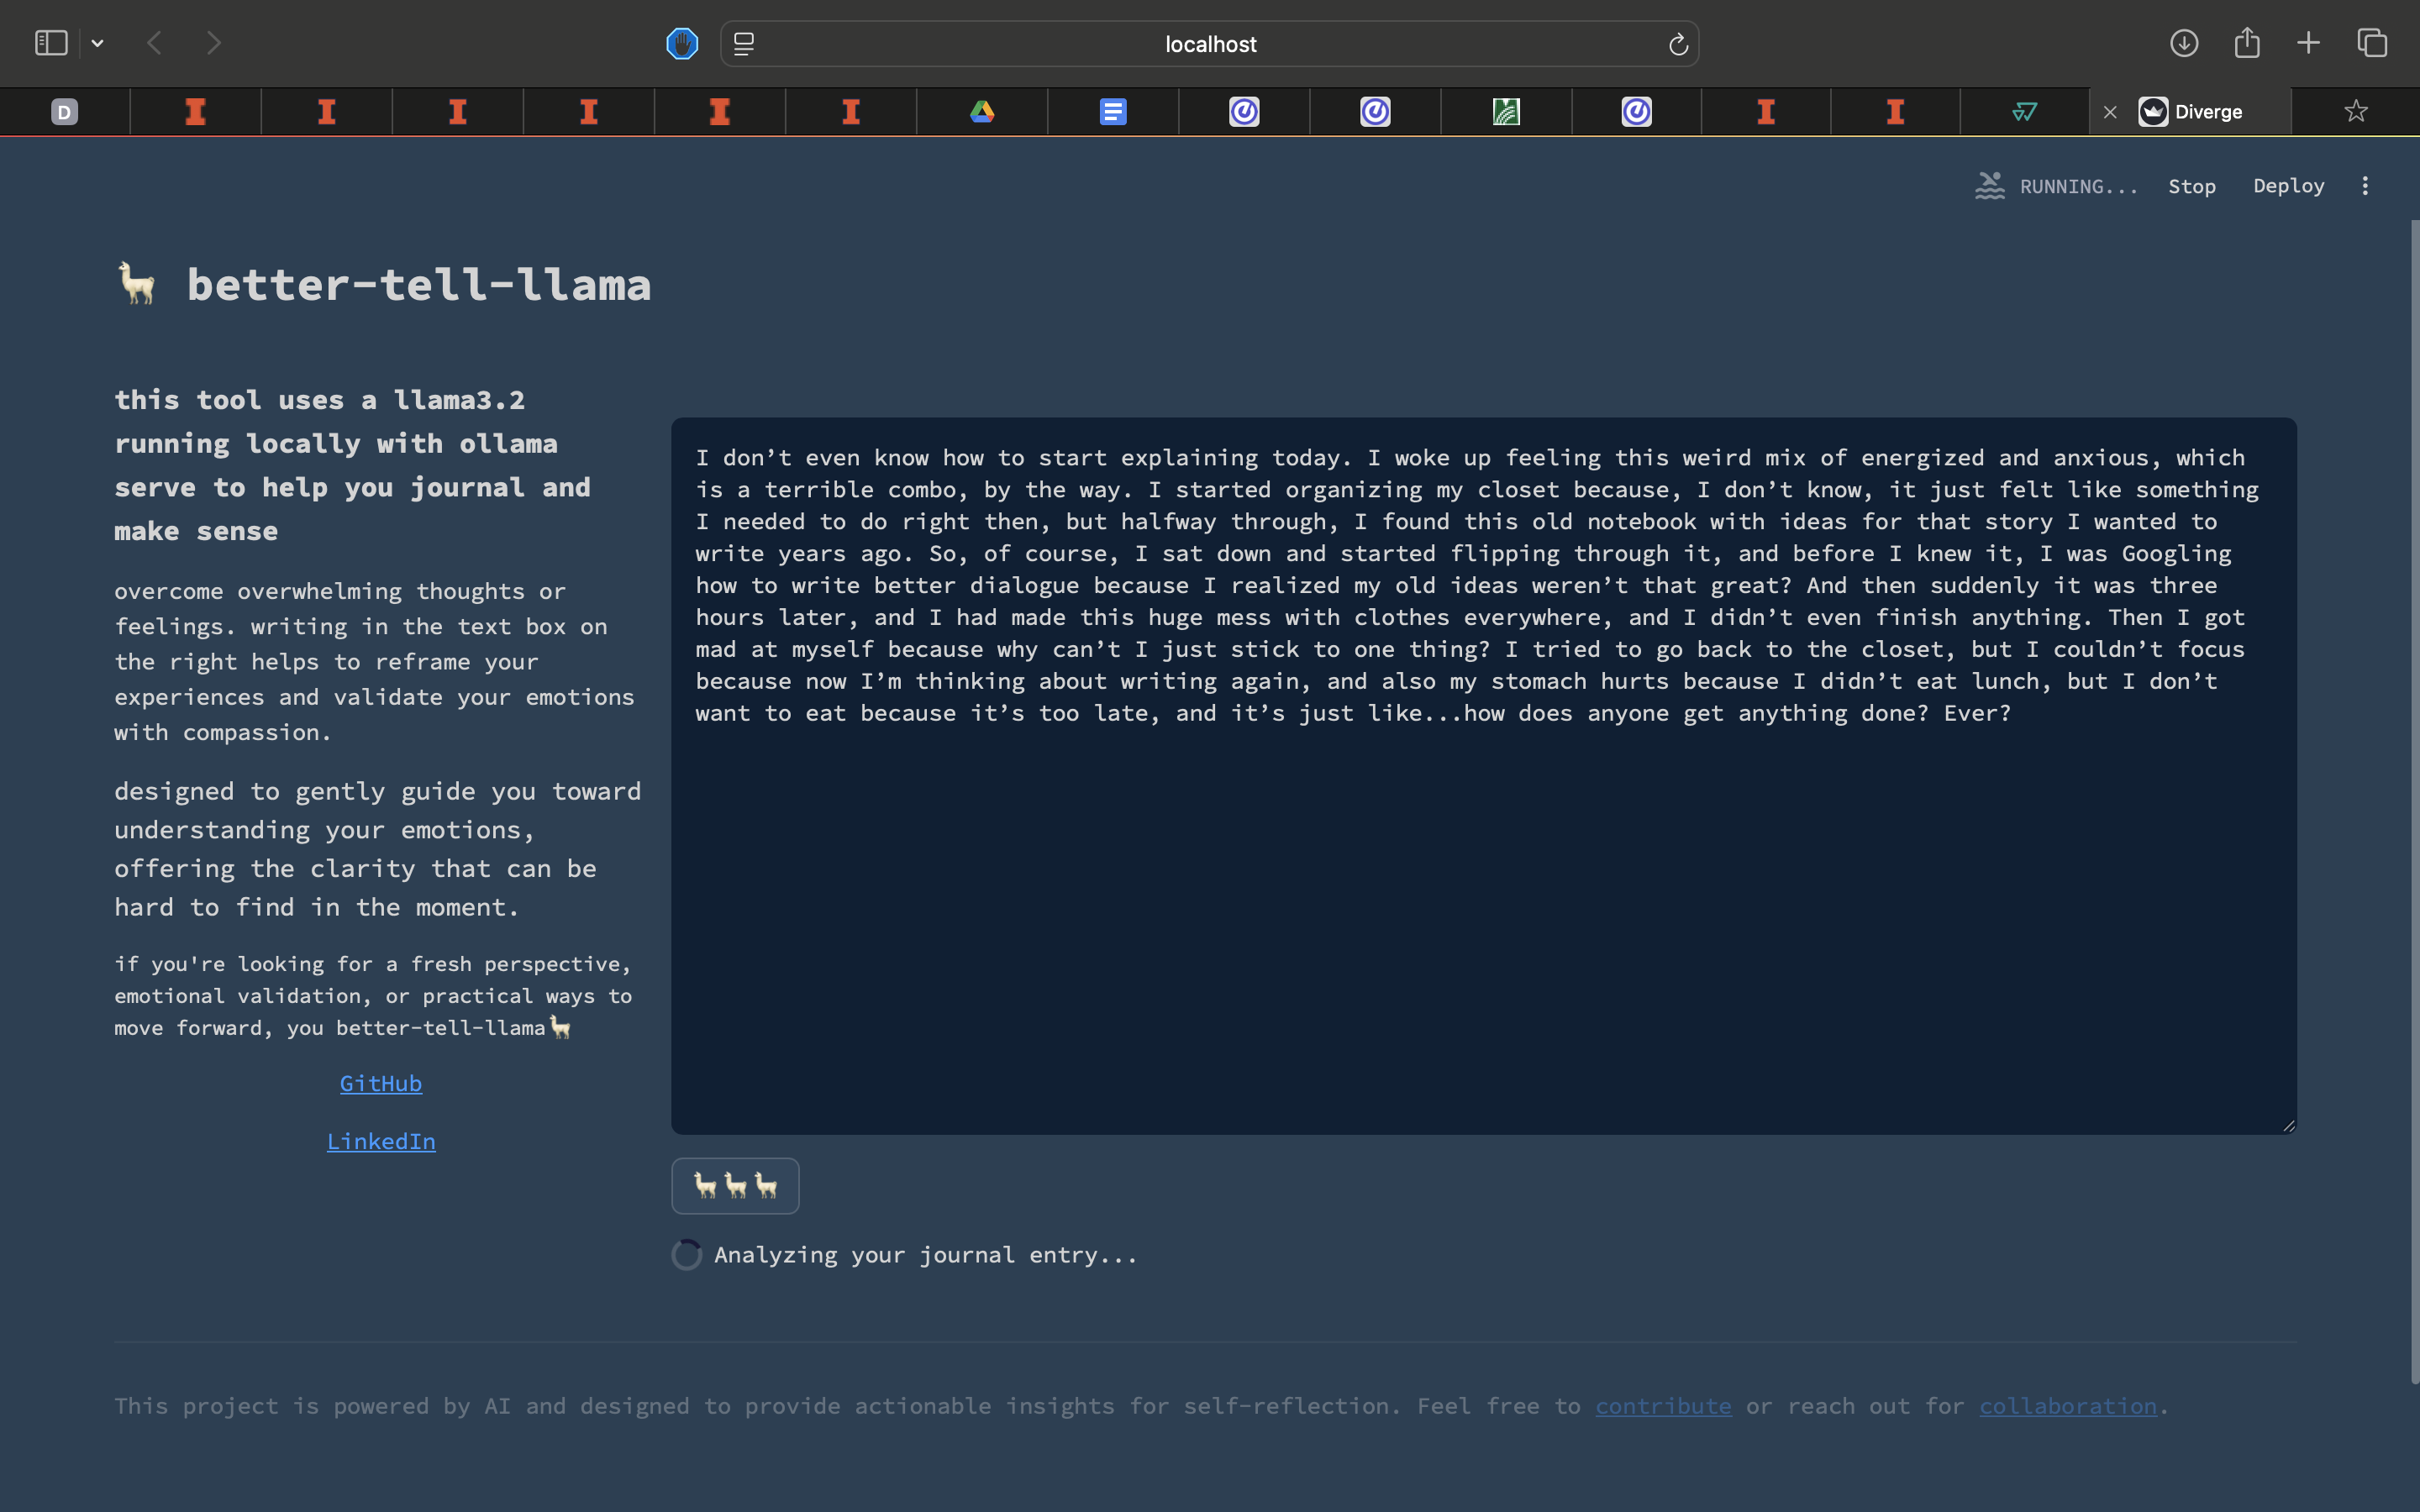 localhost
D
Diverge
RUNNING...
Stop
Deploy
better-tell-llama
this tool uses a llama3.2
running locally with ollama
serve to help you journal and
make sense
overcome overwhelming thoughts or
feelings. writing in the text box on
the right helps to reframe your
experiences and validate your emotions
with compassion.
designed to gently guide you toward
understanding your emotions,
offering the clarity that can be
hard to find in the moment.
if you're looking for a fresh perspective,
emotional validation, or practical ways to
move forward, you better-tell-llama🦙
GitHub
LinkedIn
I don’t even know how to start explaining today. I woke up feeling this weird mix of energized and anxious, which
is a terrible combo, by the way. I started organizing my closet because, I don’t know, it just felt like something
I needed to do right then, but halfway through, I found this old notebook with ideas for that story I wanted to
write years ago. So, of course, I sat down and started flipping through it, and before I knew it, I was Googling
how to write better dialogue because I realized my old ideas weren’t that great? And then suddenly it was three
hours later, and I had made this huge mess with clothes everywhere, and I didn’t even finish anything. Then I got
mad at myself because why can’t I just stick to one thing? I tried to go back to the closet, but I couldn’t focus
because now I’m thinking about writing again, and also my stomach hurts because I didn’t eat lunch, but I don’t
want to eat because it’s too late, and it’s just like...how does anyone get anything done? Ever?
🦙🦙🦙
Analyzing your journal entry...
This project is powered by AI and designed to provide actionable insights for self-reflection. Feel free to contribute or reach out for collaboration.